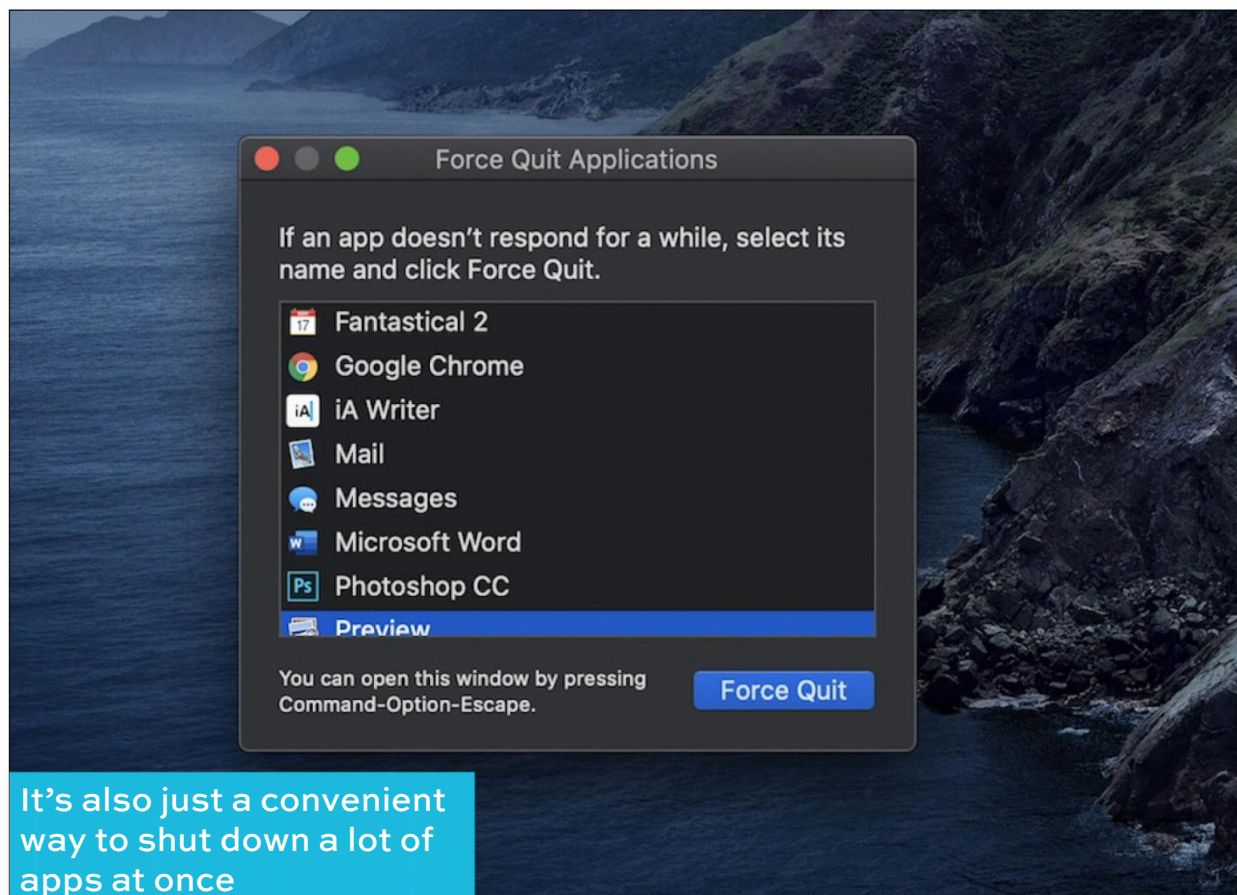 Force Quit Applications
If an app doesn't respond for a while, select its
name and click Force Quit.
17
Fantastical 2
Google Chrome
iA
iA Writer
Mail
Messages
W
Microsoft Word
Ps
Photoshop CC
Preview
You can open this window by pressing
Command-Option-Escape.
Force Quit
It's also just a convenient
way to shut down a lot of
apps at once